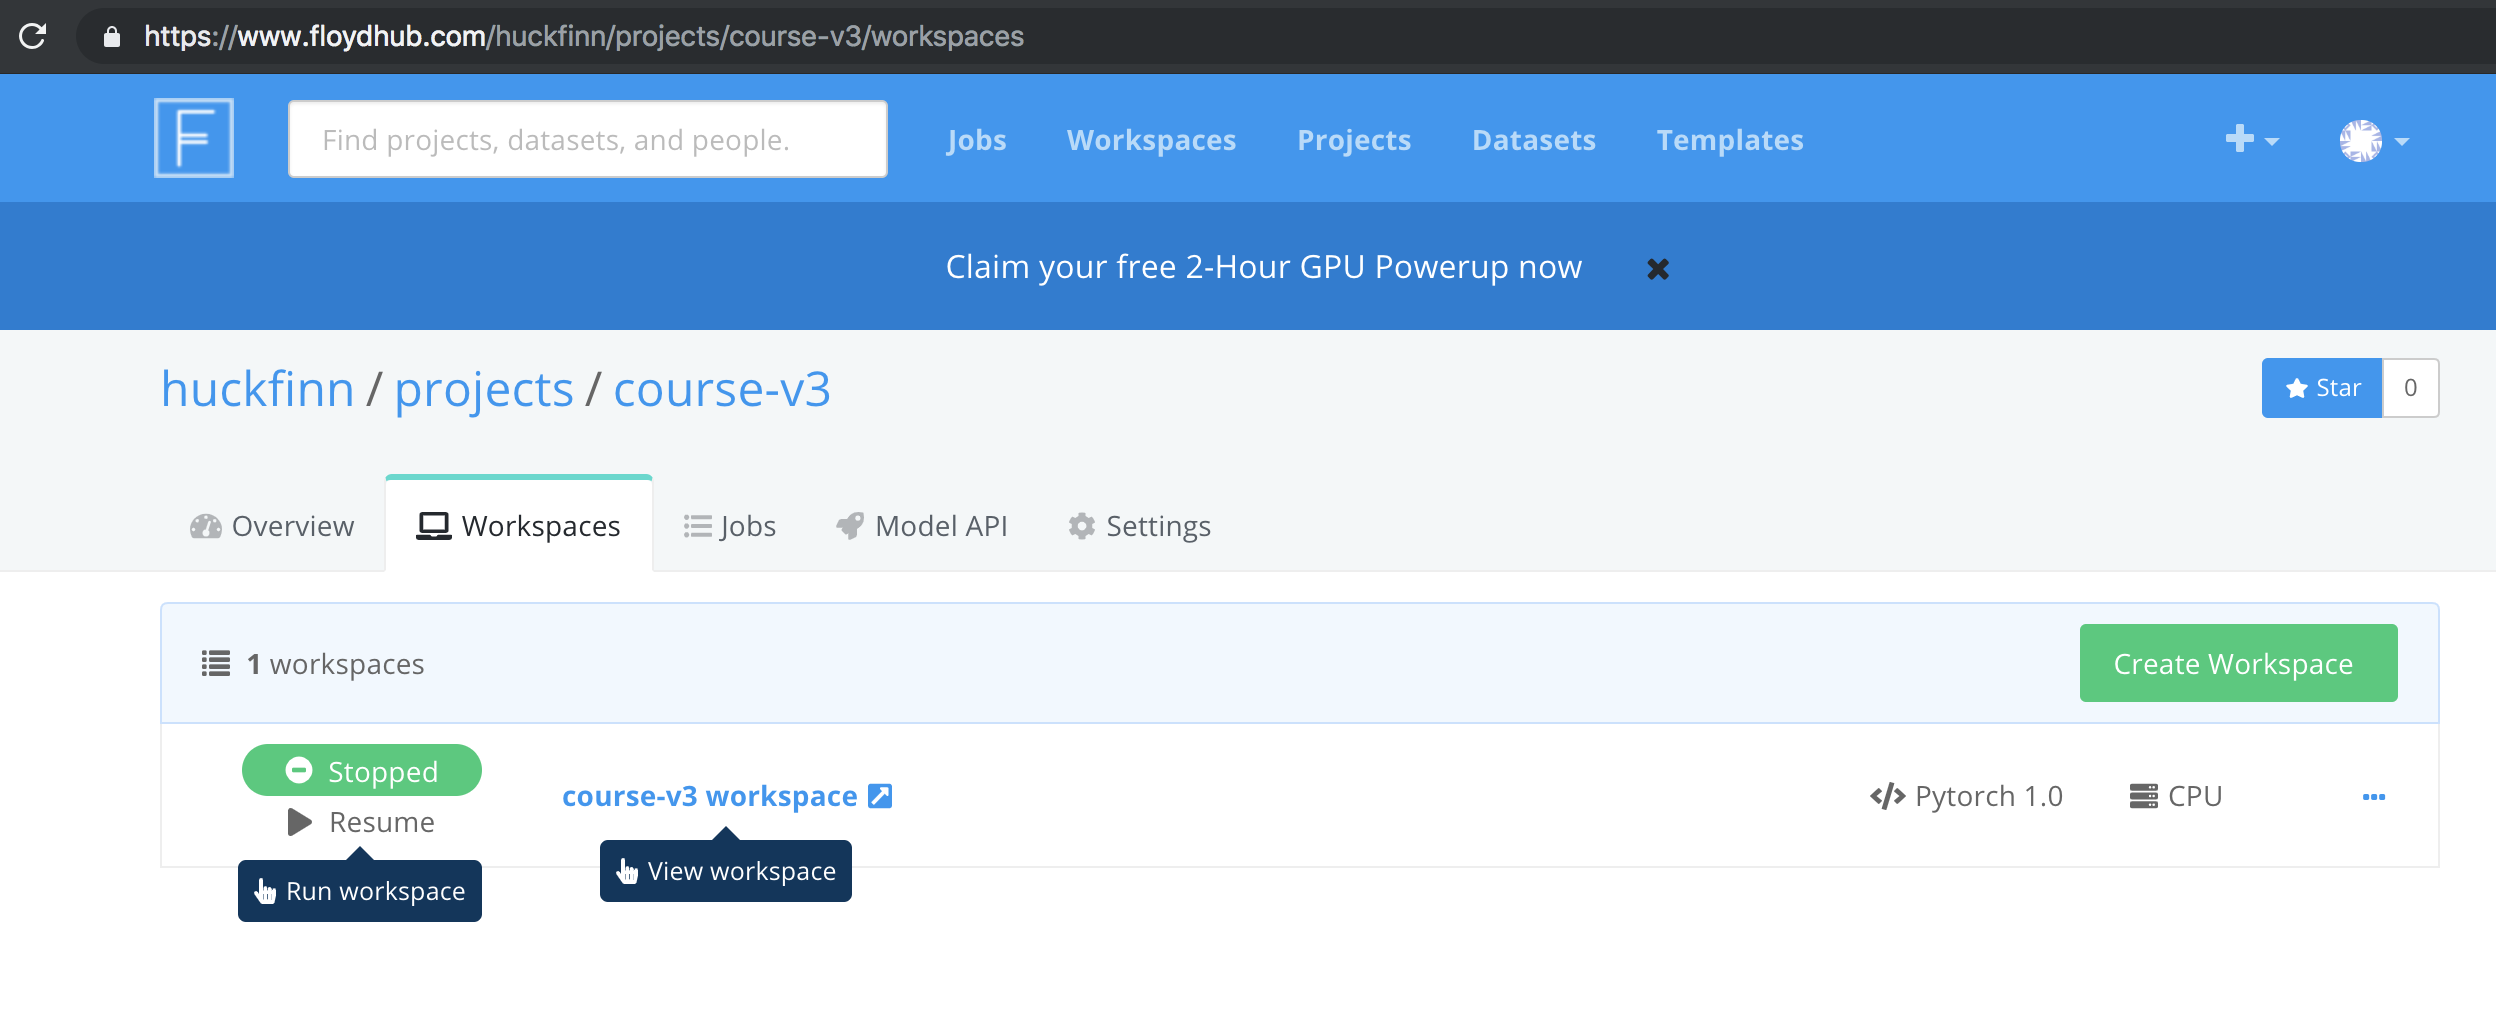 https://www.floydhub.com/huckfinn/projects/course-v3/workspaces
F Find projects, datasets, and people. Jobs Workspaces Projects Datasets Templates
Claim your free 2-Hour GPU Powerup now
huckfinn / projects / course-v3 Star 0
Overview Workspaces Jobs Model API Settings
1 workspaces Create Workspace
Stopped
course-v3 workspace Pytorch 1.0 CPU
Resume
View workspace
Run workspace